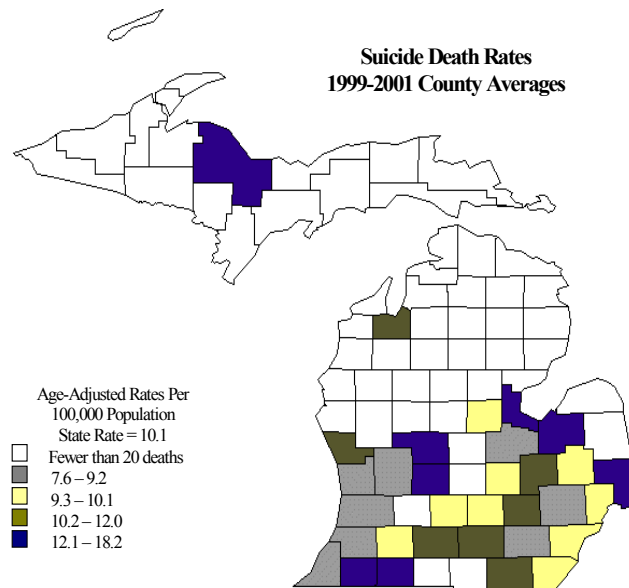 Suicide Death Rates
1999-2001 County Averages
Age-Adjusted Rates Per
100,000 Population
State Rate = 10.1
Fewer than 20 deaths
7.6 – 9.2
9.3 – 10.1
10.2 – 12.0
12.1 – 18.2